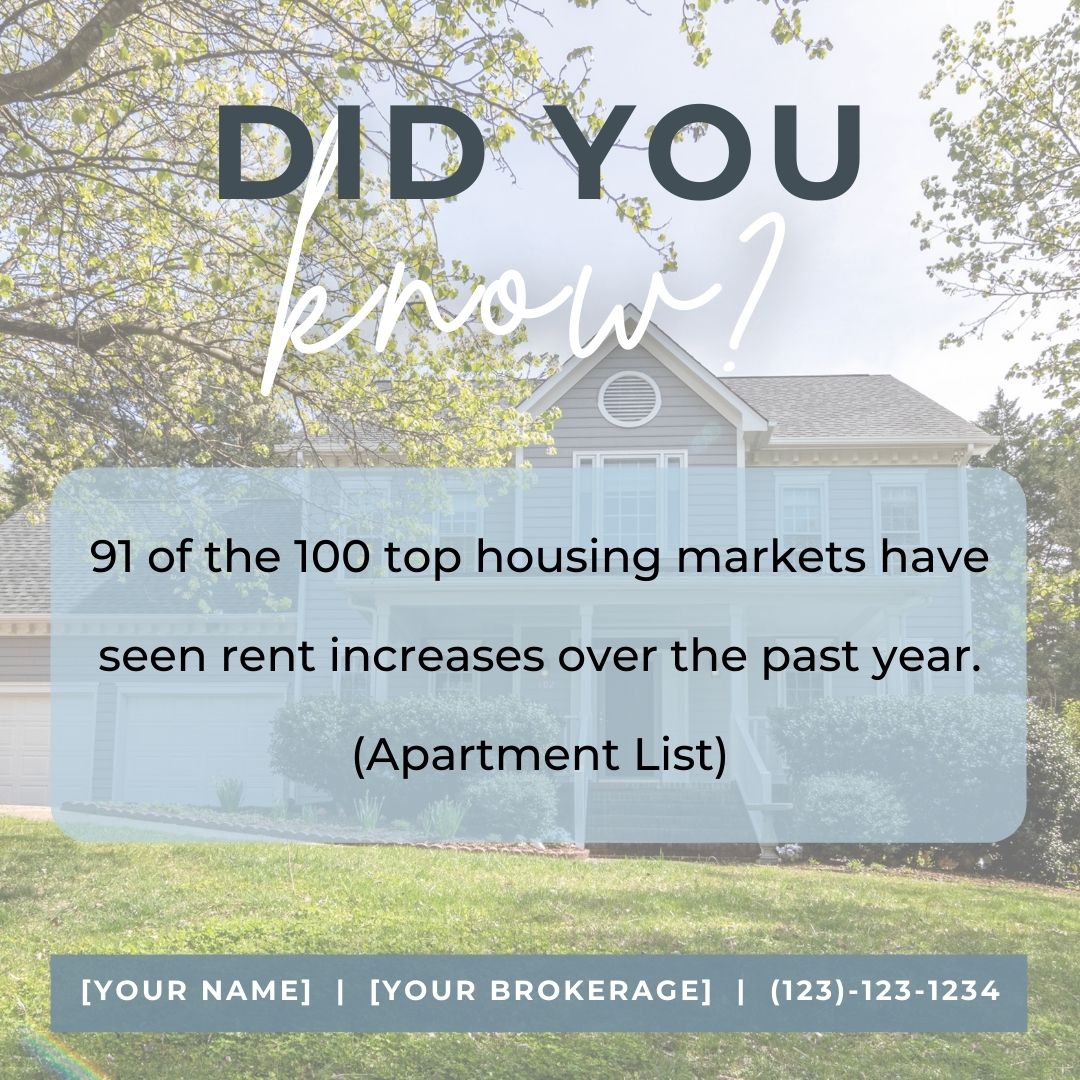 DID YOU
know?
91 of the 100 top housing markets have
seen rent increases over the past year.
(Apartment List)
[YOUR NAME] | [YOUR BROKERAGE] | (123)-123-1234